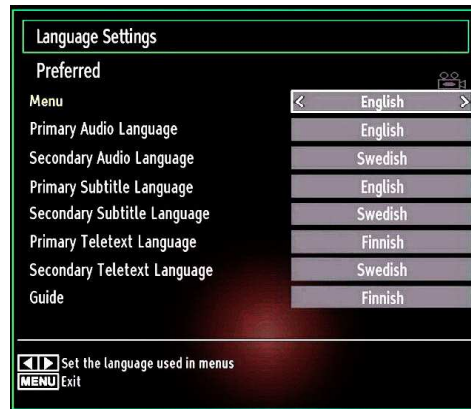 Language Settings
Preferred
Menu < English >
Primary Audio Language English
Secondary Audio Language Swedish
Primary Subtitle Language English
Secondary Subtitle Language Swedish
Primary Teletext Language Finnish
Secondary Teletext Language Swedish
Guide Finnish
Set the language used in menus
MENU Exit